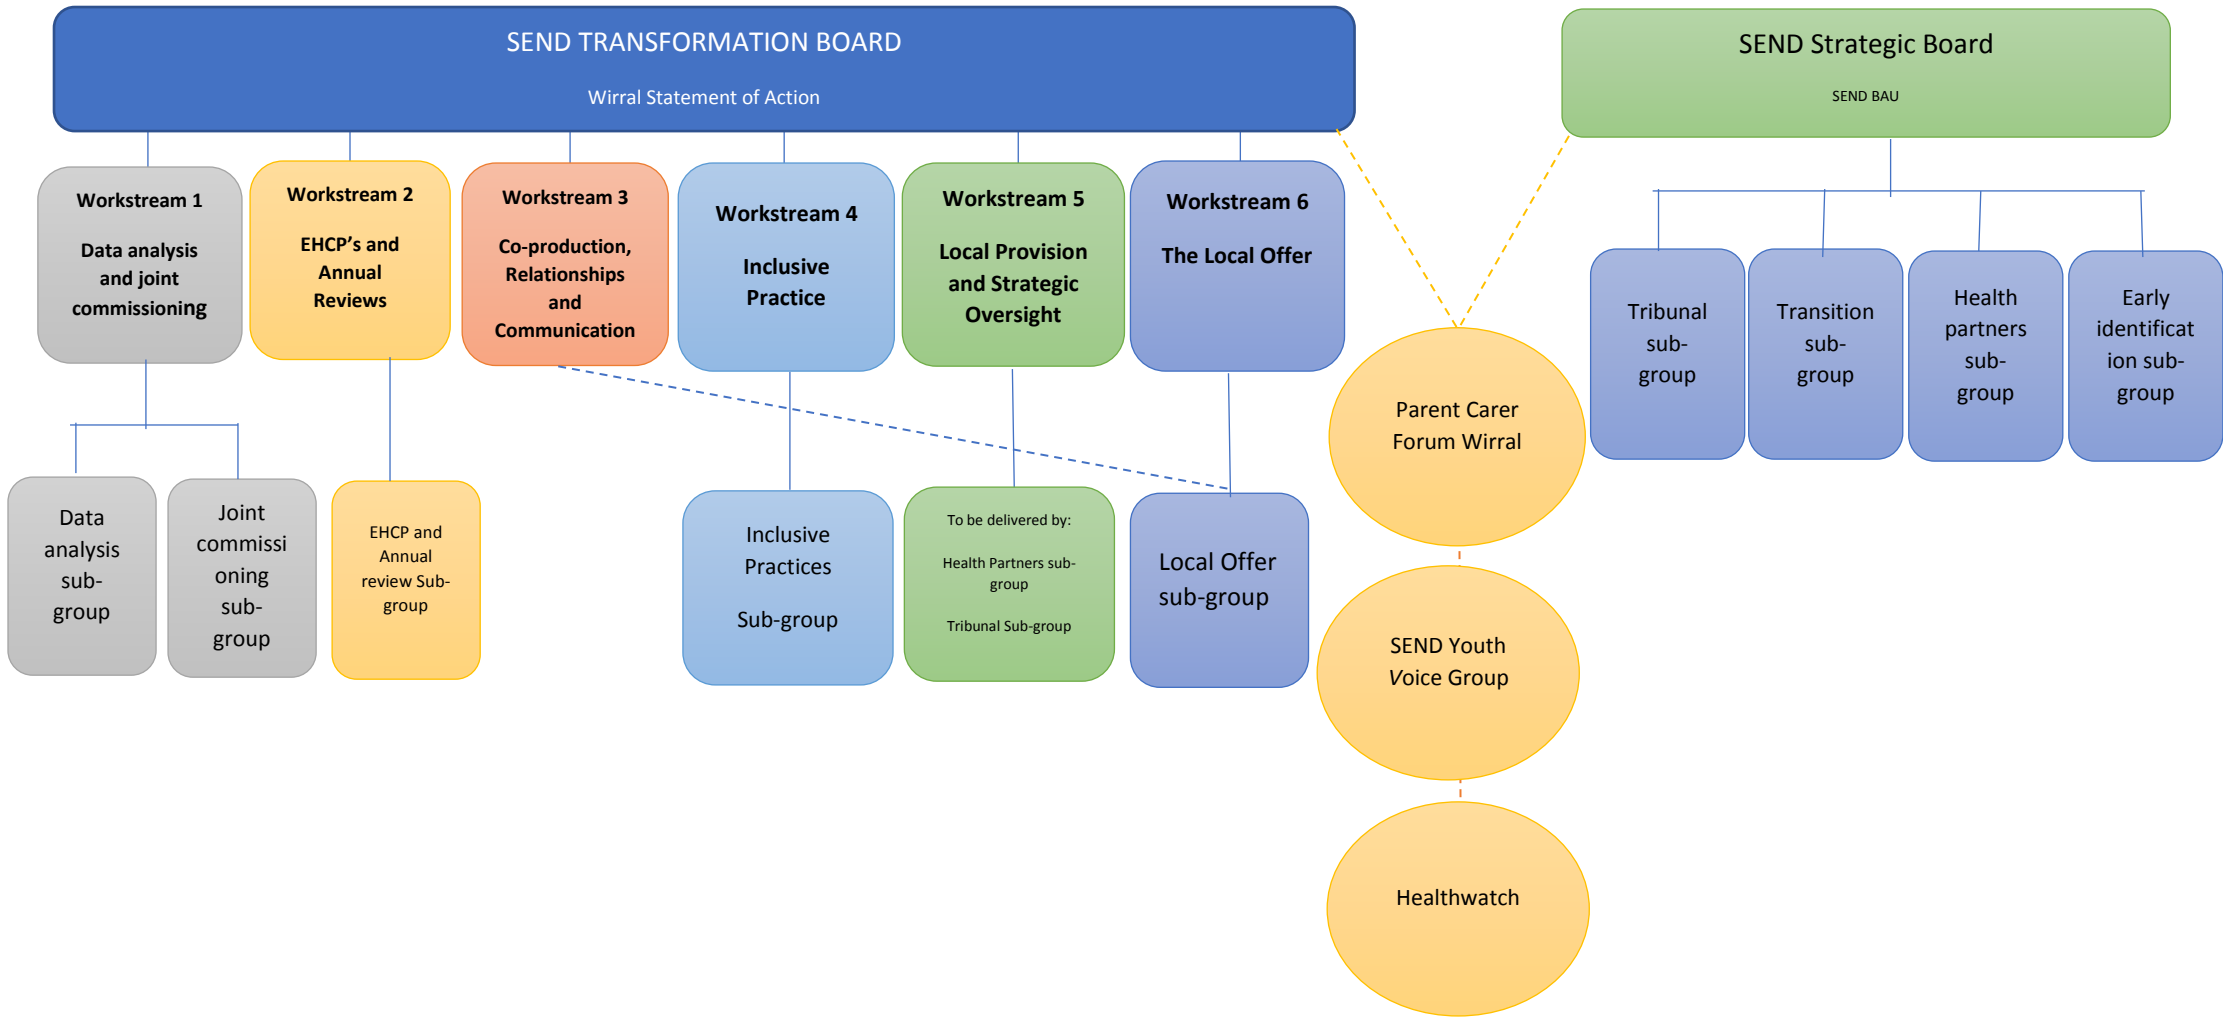 SEND TRANSFORMATION BOARD
Wirral Statement of Action
SEND Strategic Board
SEND BAU
Workstream 1
Data analysis
and joint
commissioning
Workstream 2
EHCP’s and
Annual
Reviews
Workstream 3
Co-production,
Relationships
and
Communication
Workstream 4
Inclusive
Practice
Workstream 5
Local Provision
and Strategic
Oversight
Workstream 6
The Local Offer
Tribunal
sub-
group
Transition
sub-
group
Health
partners
sub-
group
Early
identificat
ion sub-
group
Parent Carer
Forum Wirral
Data
analysis
sub-
group
Joint
commissi
oning
sub-
group
EHCP and
Annual
review Sub-
group
Inclusive
Practices
Sub-group
To be delivered by:
Health Partners sub-
group
Tribunal Sub-group
Local Offer
sub-group
SEND Youth
Voice Group
Healthwatch